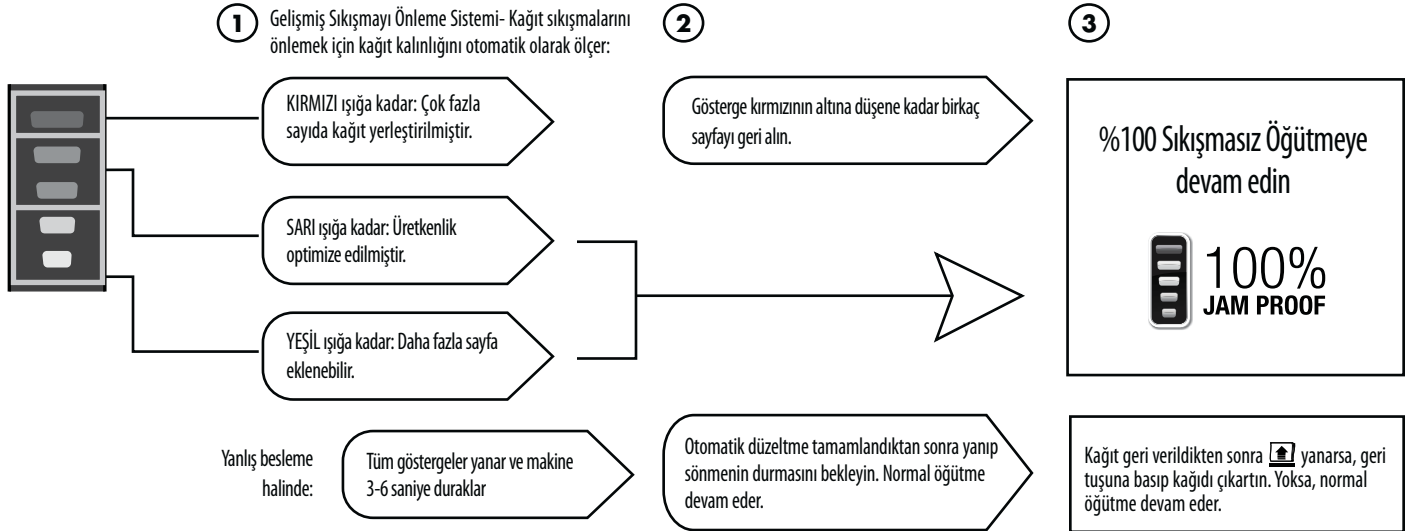 1
Gelişmiş Sıkışmayı Önleme Sistemi- Kağıt sıkışmalarını
önlemek için kağıt kalınlığını otomatik olarak ölçer:
KIRMIZI ışığa kadar: Çok fazla
sayıda kağıt yerleştirilmiştir.
SARI ışığa kadar: Üretkenlik
optimize edilmiştir.
YEŞİL ışığa kadar: Daha fazla sayfa
eklenebilir.
2
Gösterge kırmızının altına düşene kadar birkaç
sayfayı geri alın.
3
%100 Sıkışmasız Öğütmeye
devam edin
100%
JAM PROOF
Yanlış besleme
halinde:
Tüm göstergeler yanar ve makine
3-6 saniye duraklar
Otomatik düzeltme tamamlandıktan sonra yanıp
sönmenin durmasını bekleyin. Normal öğütme
devam eder.
Kağıt geri verildikten sonra yanarsa, geri
tuşuna basıp kağıdı çıkartın. Yoksa, normal
öğütme devam eder.